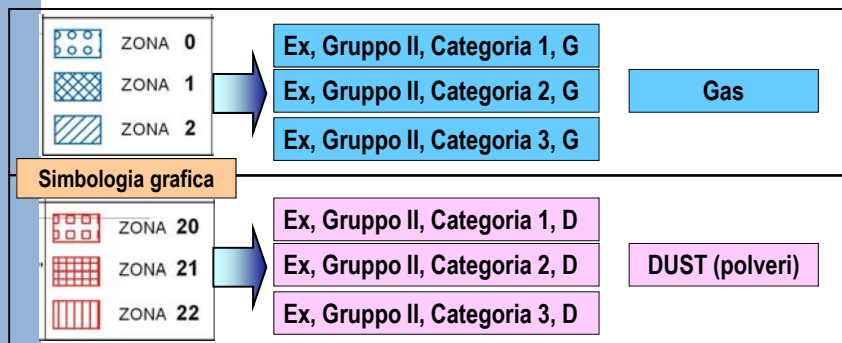 ZONA 0
ZONA 1
ZONA 2
Ex, Gruppo II, Categoria 1, G
Ex, Gruppo II, Categoria 2, G
Ex, Gruppo II, Categoria 3, G
Gas
Simbologia grafica
ZONA 20
ZONA 21
ZONA 22
Ex, Gruppo II, Categoria 1, D
Ex, Gruppo II, Categoria 2, D
Ex, Gruppo II, Categoria 3, D
DUST (polveri)